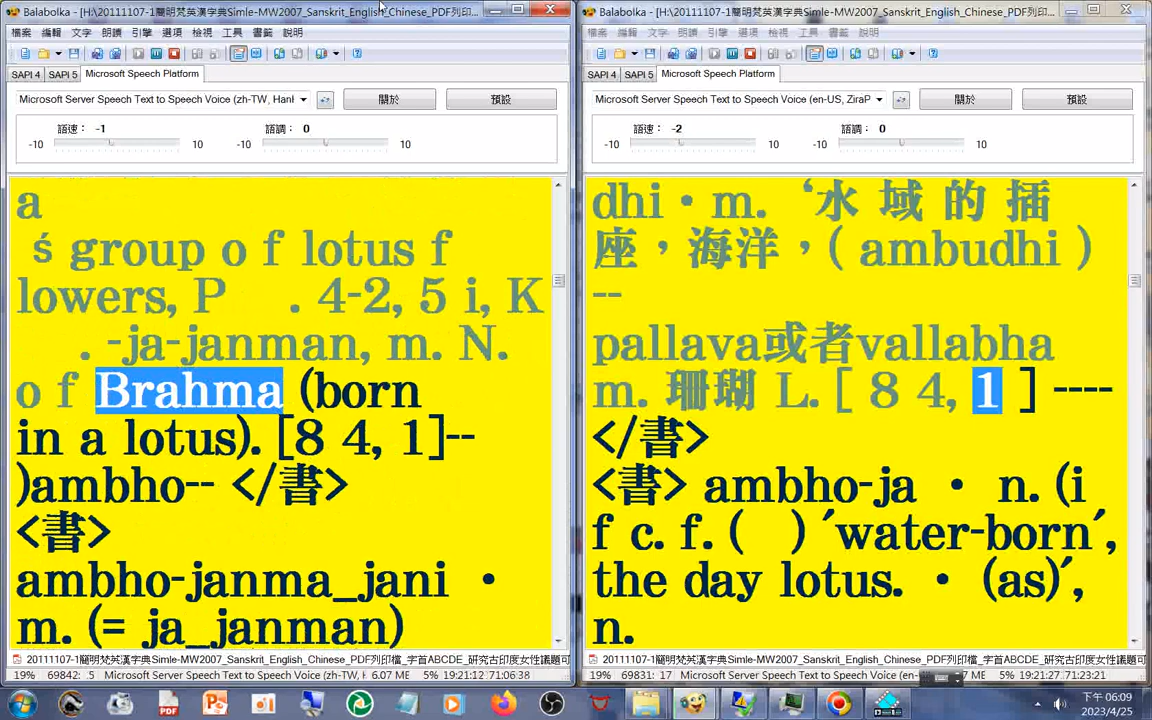 Balabolka - [H:\20111107-1簡明梵英漢字典Simle-MW2007_Sanskrit_English_Chinese_PDF列印...
檔案 編輯 文字 朗讀 引擎 選項 檢視 工具 書籤 說明
SAPI 4 SAPI 5 Microsoft Speech Platform
Microsoft Server Speech Text to Speech Voice (zh-TW, Hanl
關於 預設
語速： -1 語調： 0
-10 10 -10 10
a
ś group o f lotus f
lowers, P . 4-2, 5 i, K
. -ja-janman, m. N.
o f Brahma (born
in a lotus). [8 4, 1]--
)ambho-- </書>
<書>
ambho-janma_jani •
m. (= ja_janman)
20111107-1簡明梵英漢字典Simle-MW2007_Sanskrit_English_Chinese_PDF列印檔_字首ABCDE_研究古印度女性議題可
19% 69842: .5 Microsoft Server Speech Text to Speech Voice (zh-TW, H 6.07 ME 5% 19:21:12 71:06:38
Balabolka - [H:\20111107-1簡明梵英漢字典Simle-MW2007_Sanskrit_English_Chinese_PDF列印...
檔案 編輯 文字 朗讀 引擎 選項 檢視 工具 書籤 說明
SAPI 4 SAPI 5 Microsoft Speech Platform
Microsoft Server Speech Text to Speech Voice (en-US, ZiraP
關於 預設
語速： -2 語調： 0
-10 10 -10 10
dhi • m. ‘水 域 的 插
座，海洋，( ambudhi )
--
pallava或者vallabha
m. 珊瑚 L. [ 8 4, 1 ] ----
</書>
<書> ambho-ja • n. (i
f c. f. ( ) 'water-born',
the day lotus. • (as)',
n.
20111107-1簡明梵英漢字典Simle-MW2007_Sanskrit_English_Chinese_PDF列印檔_字首ABCDE_研究古印度女性議題可
19% 69831: 17 Microsoft Server Speech Text to Speech Voice (en-US 5% 19:21:27 71:23:21
下午 06:09
2023/4/25